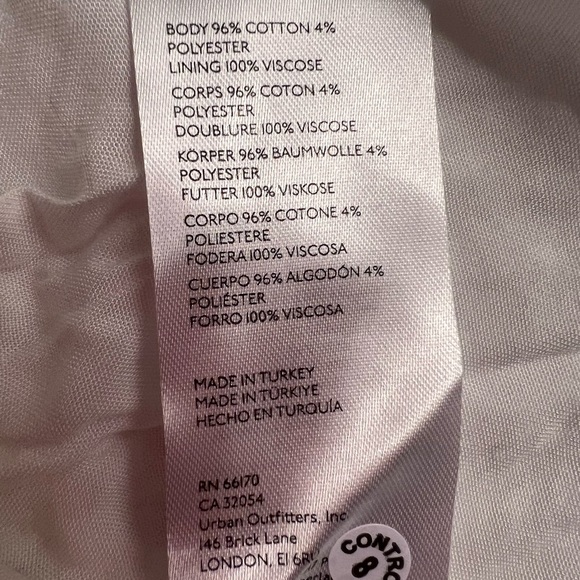 BODY 96% COTTON 4%
POLYESTER
LINING 100% VISCOSE
CORPS 96% COTON 4%
POLYESTER
DOUBLURE 100% VISCOSE
KÖRPER 96% BAUMWOLLE 4%
POLYESTER
FUTTER 100% VISKOSE
CORPO 96% COTONE 4%
POLIESTERE
FODERA 100% VISCOSA
CUERPO 96% ALGODÓN 4%
POLIÉSTER
FORRO 100% VISCOSA
MADE IN TURKEY
MADE IN TÜRKIYE
HECHO EN TURQUÍA
RN 66170
CA 32054
Urban Outfitters, Inc
146 Brick Lane
LONDON, E1 6R
CONTRO
8